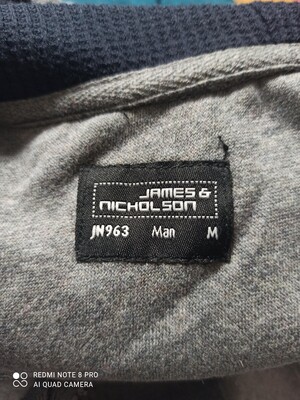 JAMES &
NICHOLSON
JN963 Man M
REDMI NOTE 8 PRO
AI QUAD CAMERA